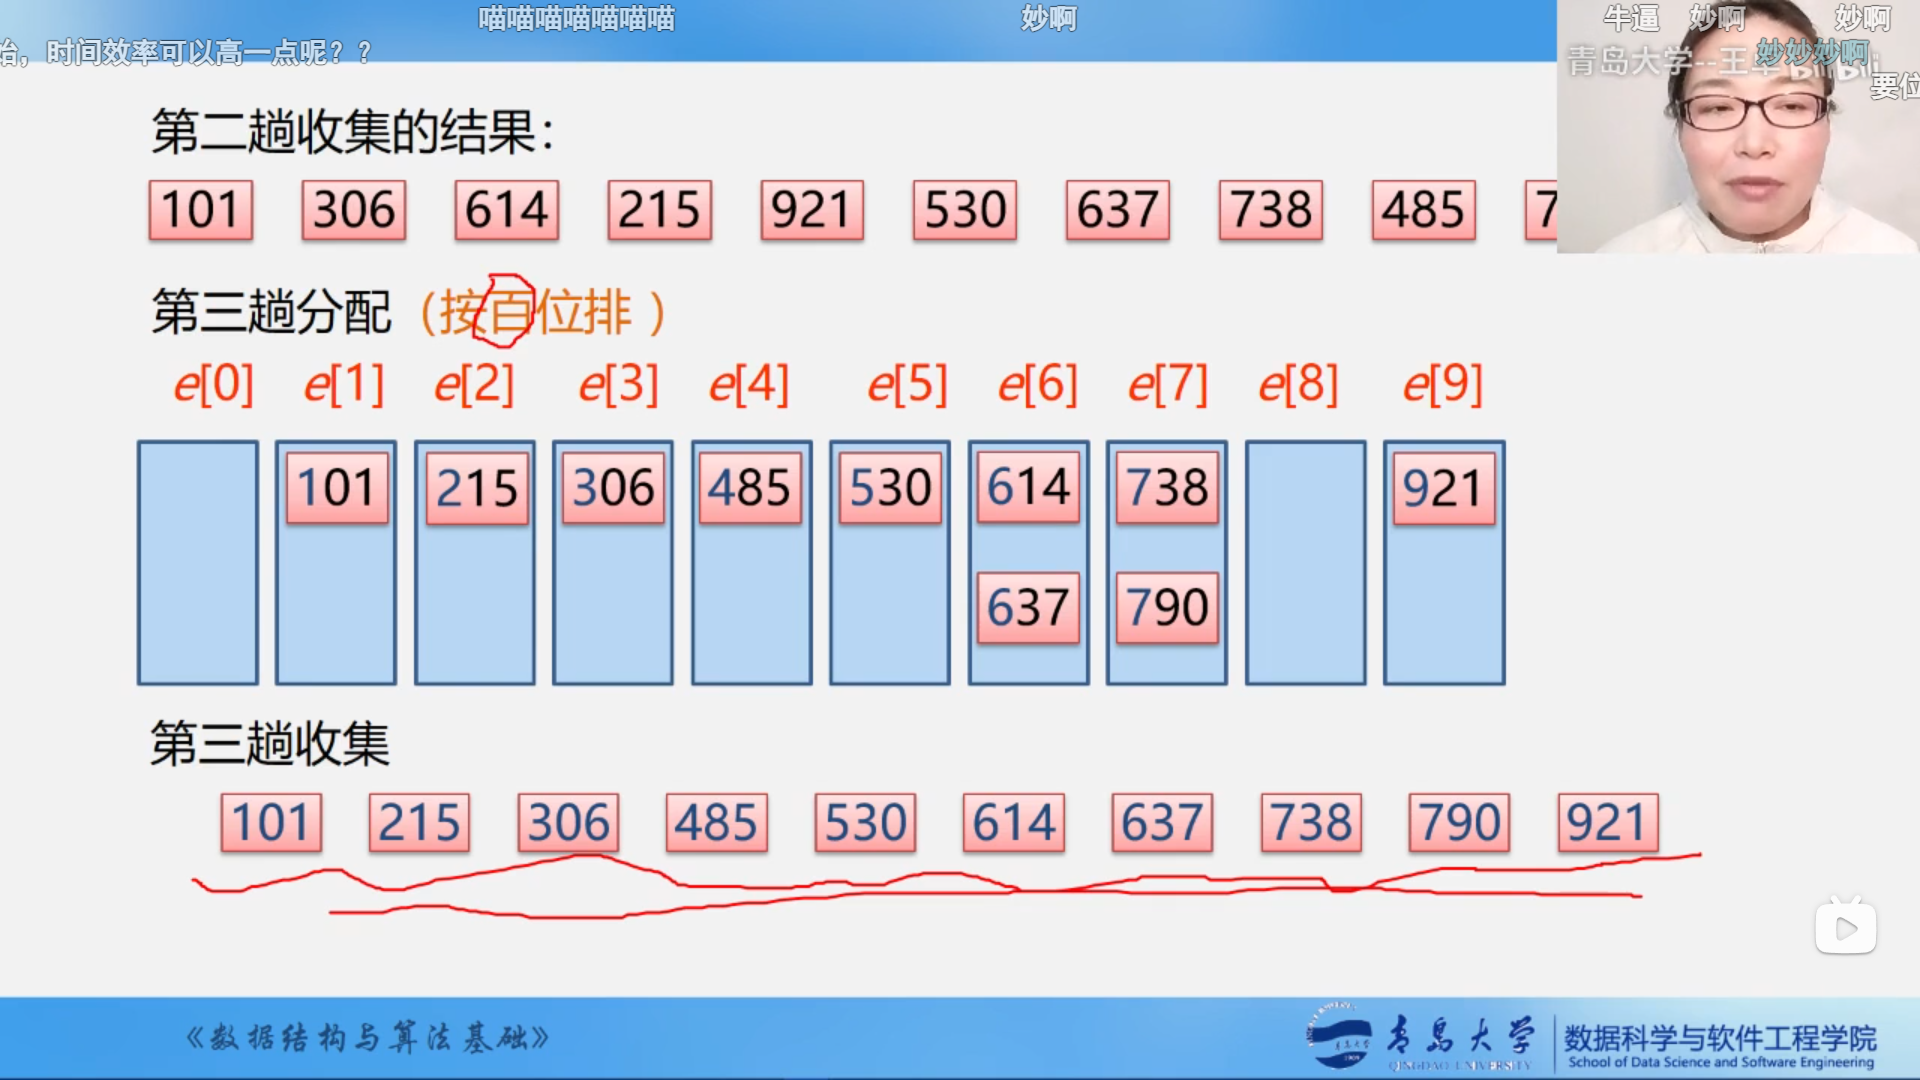 喵喵喵喵喵喵喵 妙啊 牛逼 妙啊 妙啊
时间效率可以高一点呢？？ 妙妙妙啊
青岛大学--王卓 bilibili
要位
第二趟收集的结果：
101 306 614 215 921 530 637 738 485 7
第三趟分配（按百位排 ）
e[0] e[1] e[2] e[3] e[4] e[5] e[6] e[7] e[8] e[9]
101 215 306 485 530 614 738 921
637 790
第三趟收集
101 215 306 485 530 614 637 738 790 921
《数据结构与算法基础》
青岛大学
QINGDAO UNIVERSITY
数据科学与软件工程学院
School of Data Science and Software Engineering